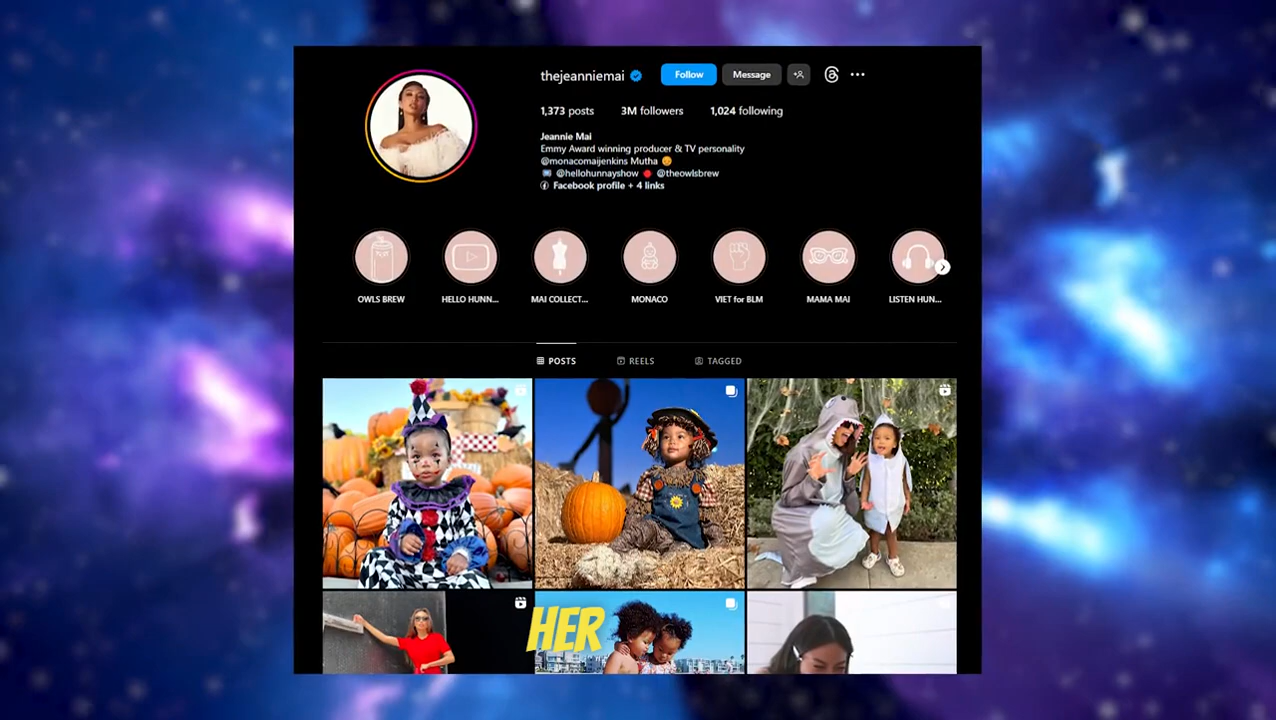 thejeanniemai Follow Message
1,373 posts 3M followers 1,024 following
Jeannie Mai
Emmy Award winning producer & TV personality
@monacomaijenkins Mutha 😡
📺 @hellohunnayshow 🔴 @theowlsbrew
Facebook profile + 4 links
OWLS BREW HELLO HUNN... MAI COLLECT... MONACO VIET for BLM MAMA MAI LISTEN HUN...
POSTS REELS TAGGED
HER